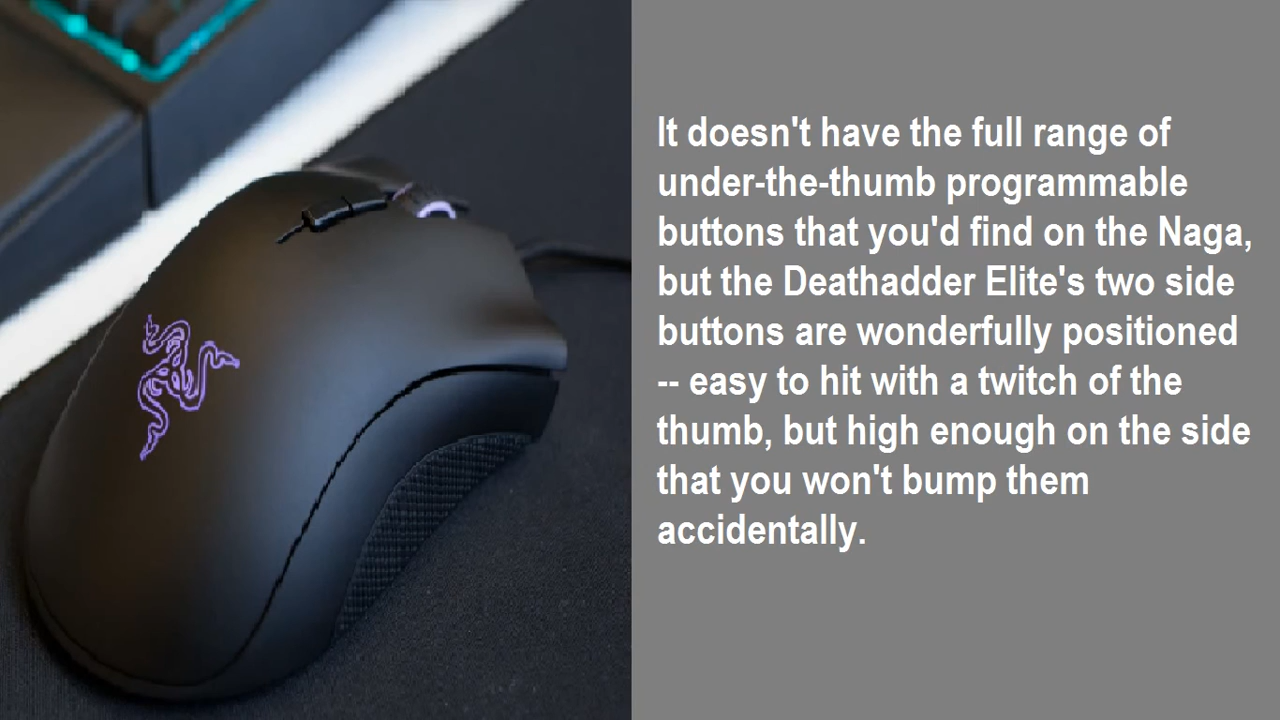 It doesn't have the full range of
under-the-thumb programmable
buttons that you'd find on the Naga,
but the Deathadder Elite's two side
buttons are wonderfully positioned
-- easy to hit with a twitch of the
thumb, but high enough on the side
that you won't bump them
accidentally.